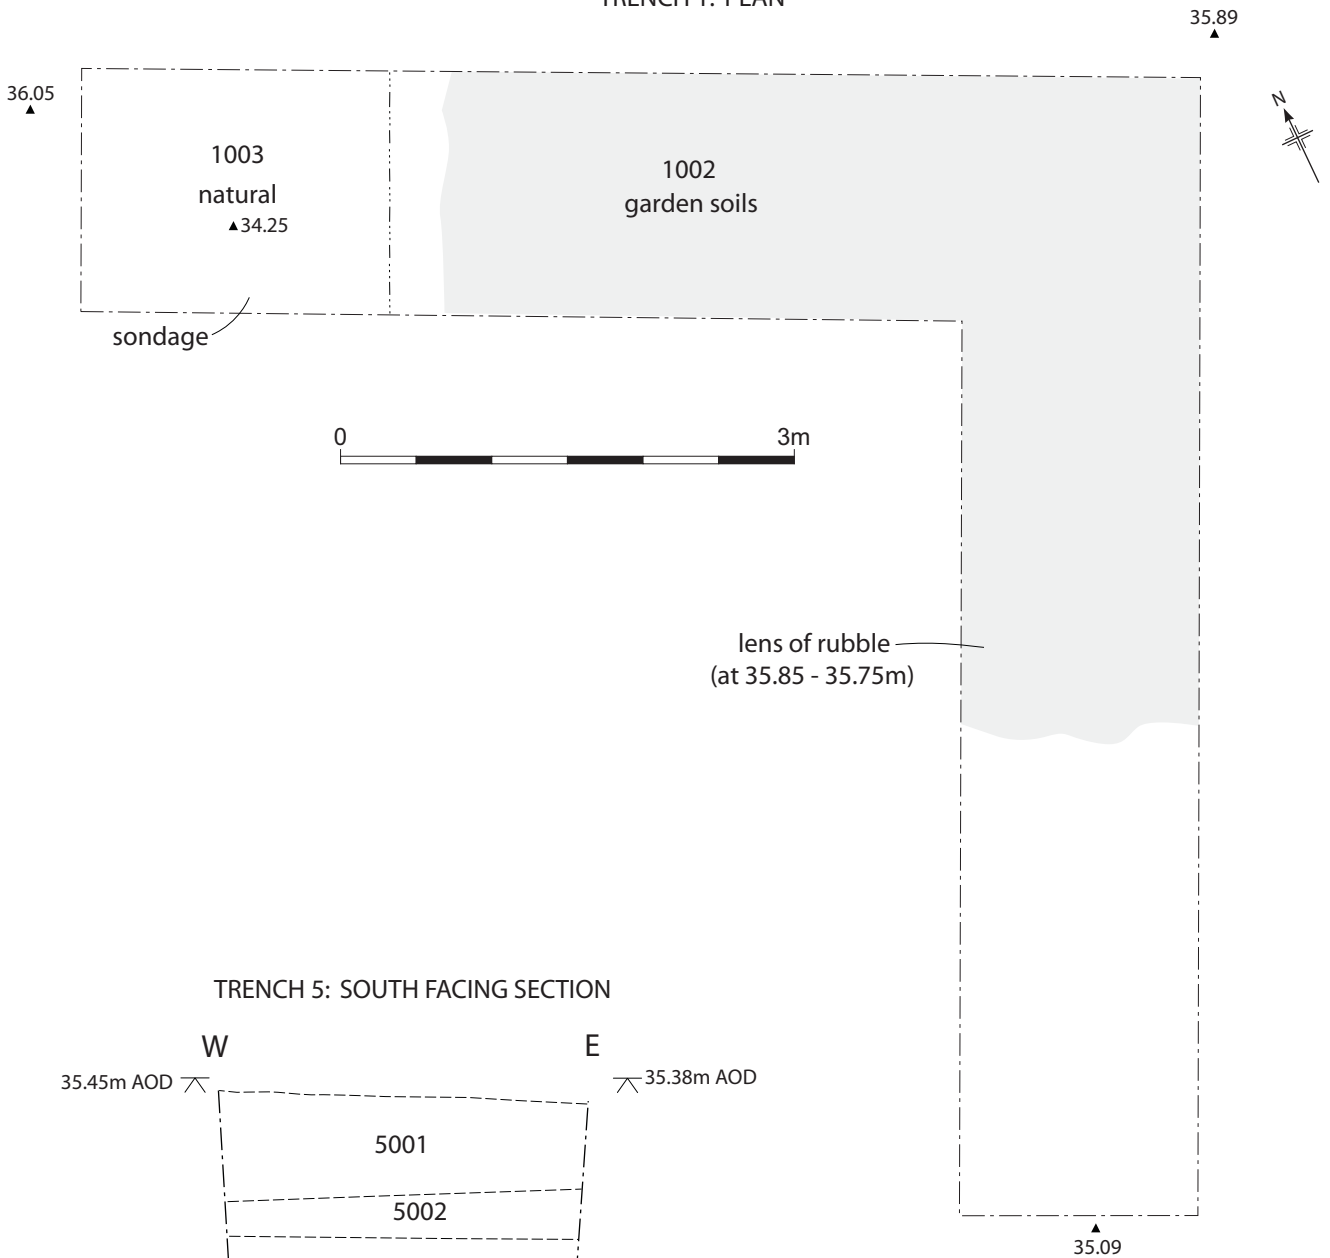 TRENCH 1: PLAN
35.89
36.05
N
1003
natural
34.25
1002
garden soils
sondage
0 3m
lens of rubble
(at 35.85 - 35.75m)
TRENCH 5: SOUTH FACING SECTION
W E
35.45m AOD 35.38m AOD
5001
5002
35.09